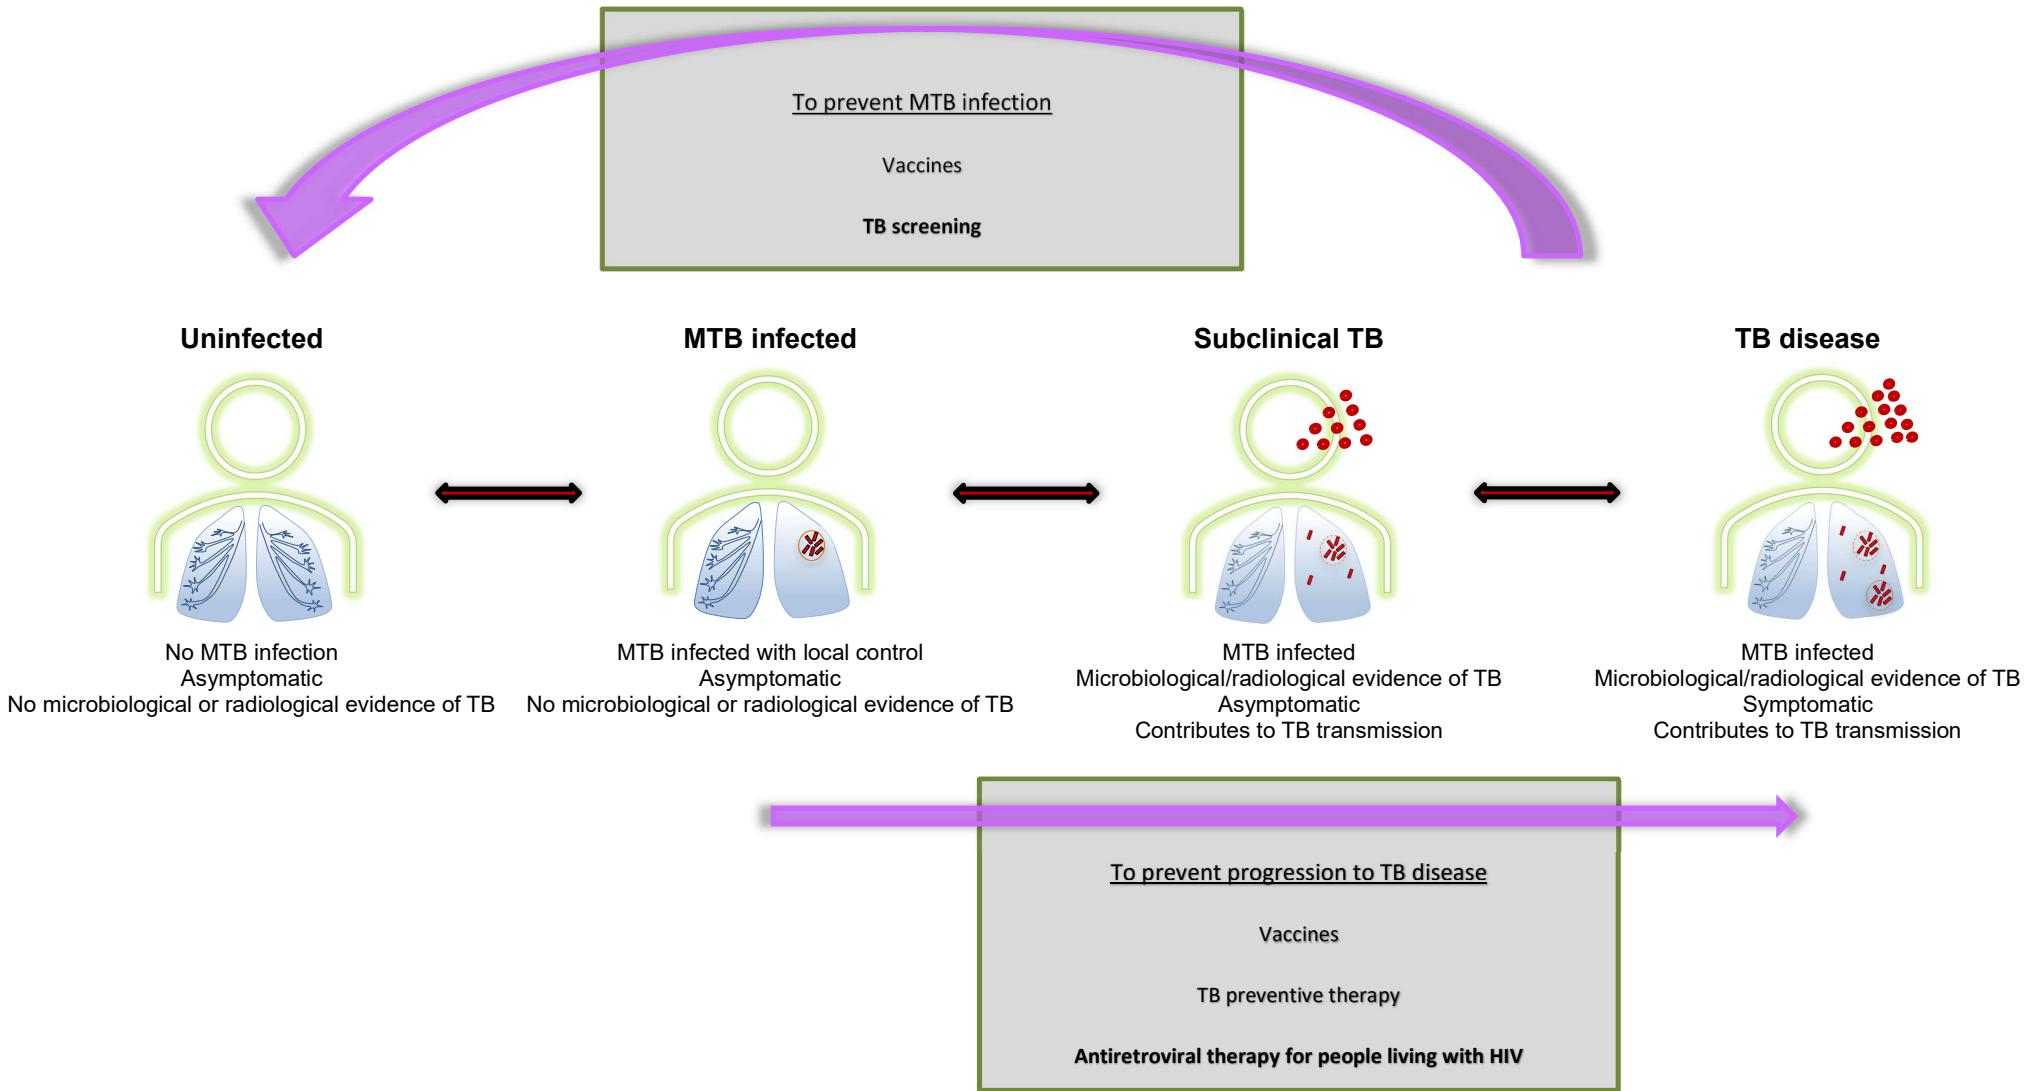 To prevent MTB infection
Vaccines
TB screening
Uninfected
MTB infected
Subclinical TB
TB disease
No MTB infection
Asymptomatic
No microbiological or radiological evidence of TB
MTB infected with local control
Asymptomatic
No microbiological or radiological evidence of TB
MTB infected
Microbiological/radiological evidence of TB
Asymptomatic
Contributes to TB transmission
MTB infected
Microbiological/radiological evidence of TB
Symptomatic
Contributes to TB transmission
To prevent progression to TB disease
Vaccines
TB preventive therapy
Antiretroviral therapy for people living with HIV